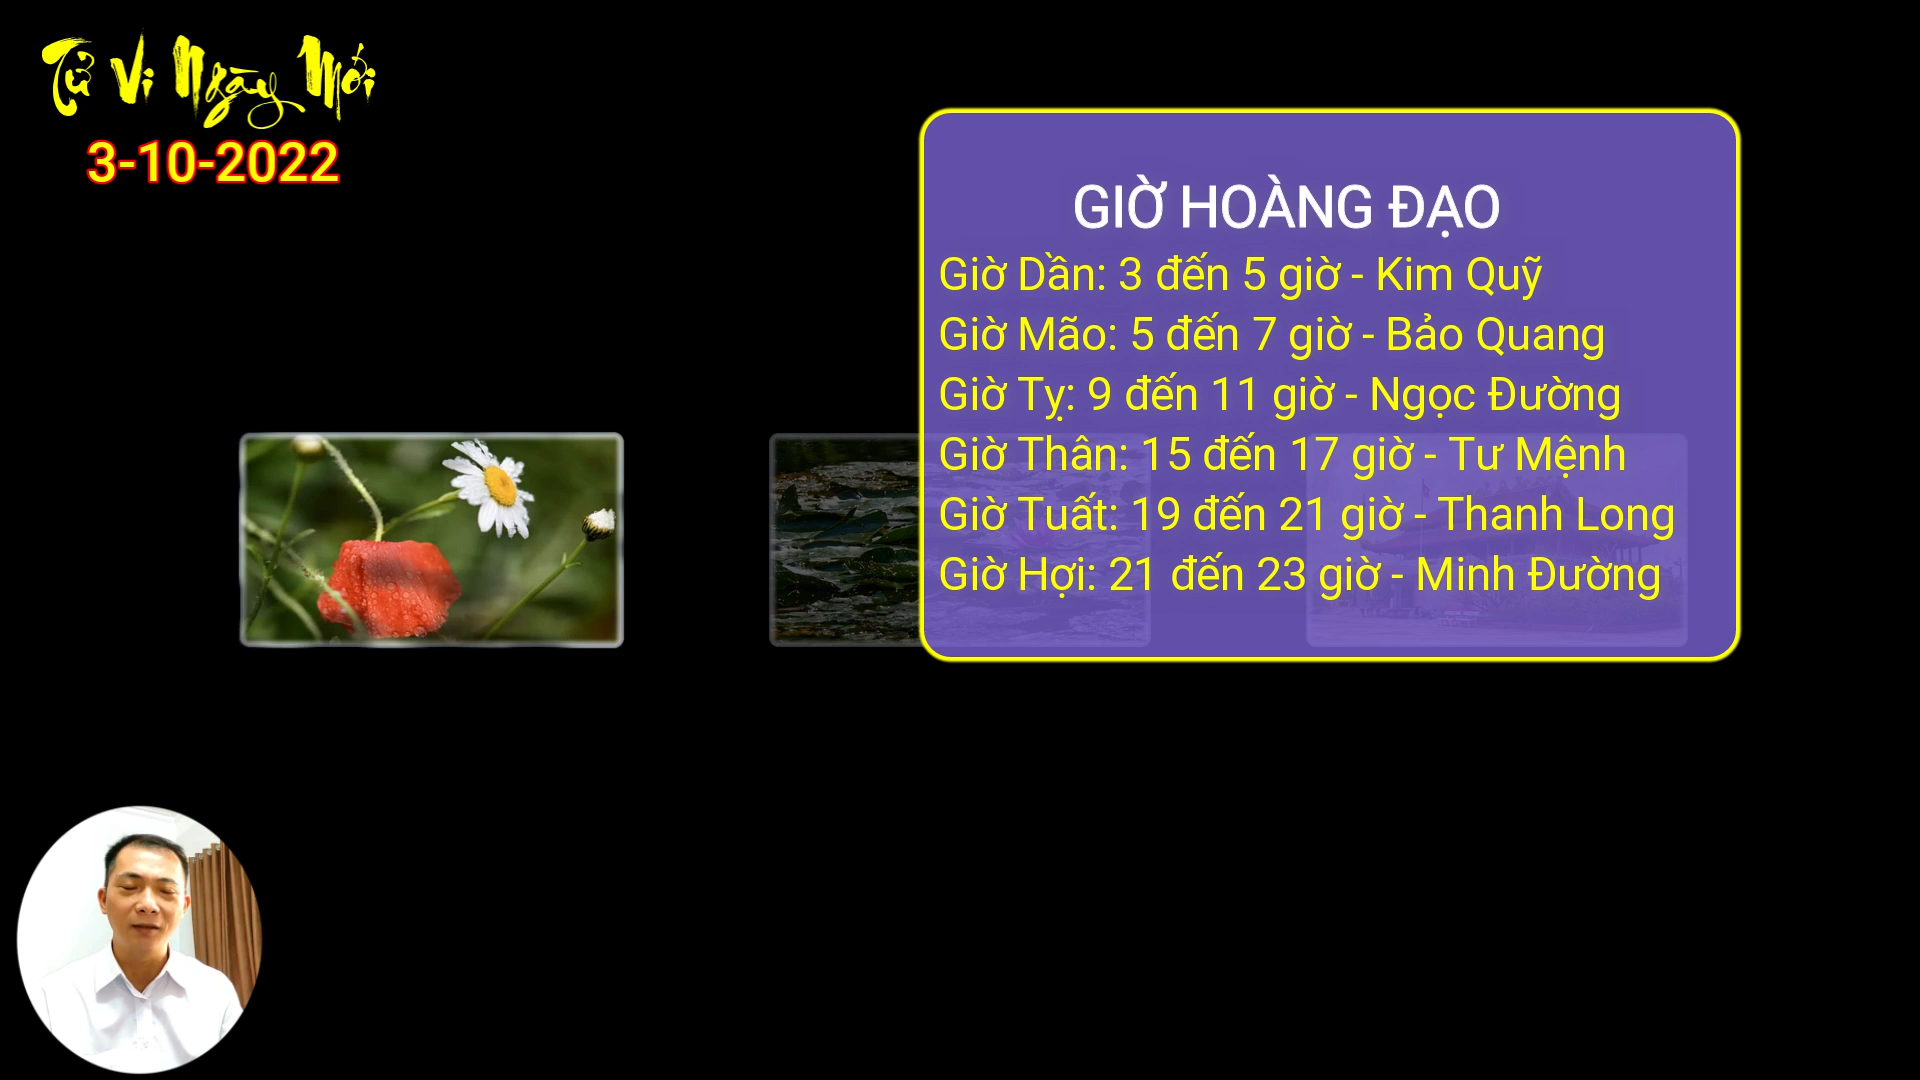 Tử Vi Ngày Mới
3-10-2022
GIỜ HOÀNG ĐẠO
Giờ Dần: 3 đến 5 giờ - Kim Quỹ
Giờ Mão: 5 đến 7 giờ - Bảo Quang
Giờ Tỵ: 9 đến 11 giờ - Ngọc Đường
Giờ Thân: 15 đến 17 giờ - Tư Mệnh
Giờ Tuất: 19 đến 21 giờ - Thanh Long
Giờ Hợi: 21 đến 23 giờ - Minh Đường